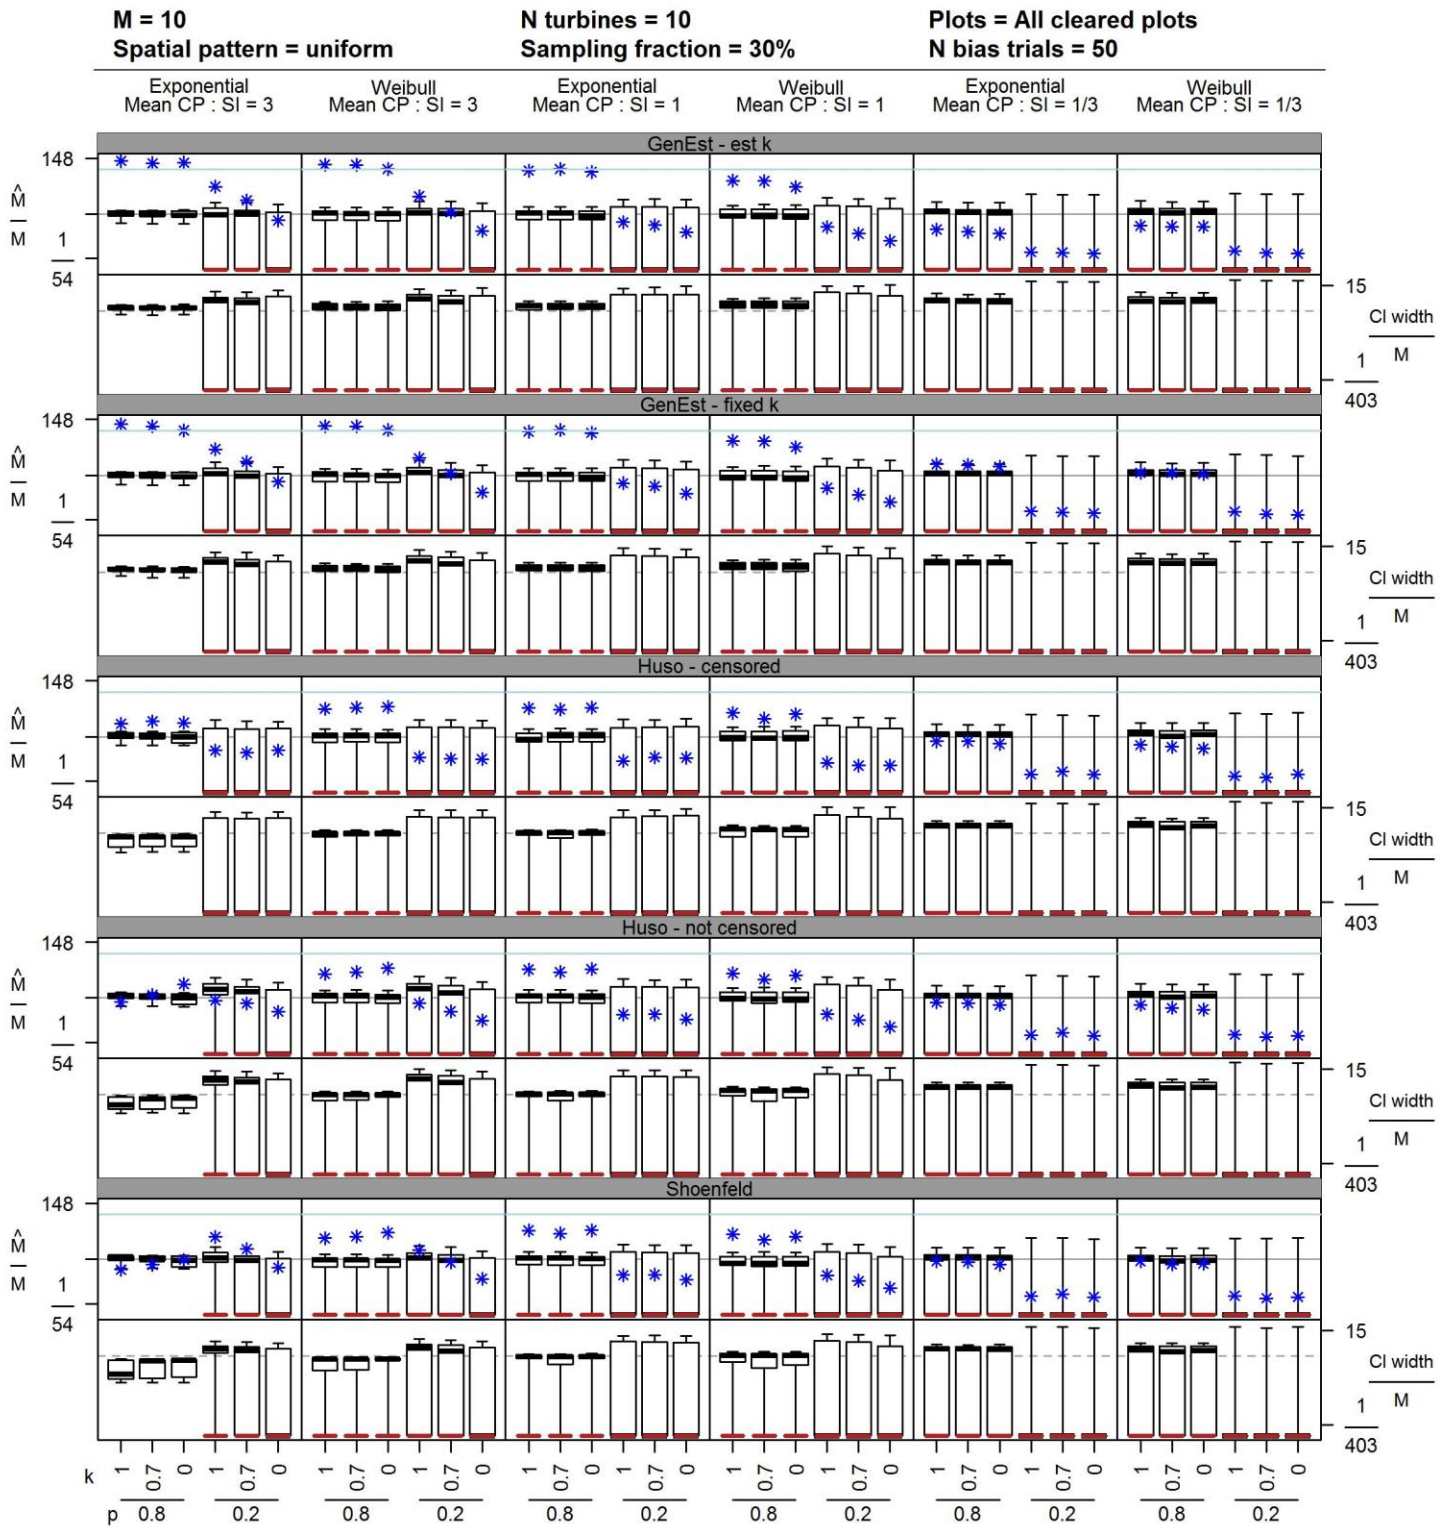 M = 10 N turbines = 10 Plots = All cleared plots
Spatial pattern = uniform Sampling fraction = 30% N bias trials = 50
Exponential Weibull Exponential Weibull Exponential Weibull
Mean CP : SI = 3 Mean CP : SI = 3 Mean CP : SI = 1 Mean CP : SI = 1 Mean CP : SI = 1/3 Mean CP : SI = 1/3
GenEst - est k
148
M̂
M
1
54
15
CI width
M
1
403
GenEst - fixed k
148
M̂
M
1
54
15
CI width
M
1
403
Huso - censored
148
M̂
M
1
54
15
CI width
M
1
403
Huso - not censored
148
M̂
M
1
54
15
CI width
M
1
403
Shoenfeld
148
M̂
M
1
54
15
CI width
M
1
403
k 1 0.7 0 1 0.7 0 1 0.7 0 1 0.7 0 1 0.7 0 1 0.7 0 1 0.7 0 1 0.7 0 1 0.7 0 1 0.7 0 1 0.7 0 1 0.7 0
p 0.8 0.2 0.8 0.2 0.8 0.2 0.8 0.2 0.8 0.2 0.8 0.2